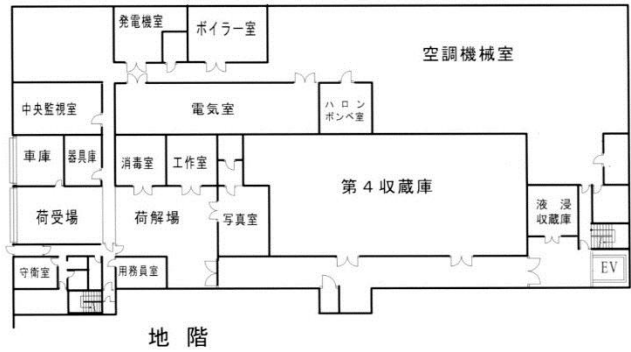 発電機室
ボイラー室
空調機械室
中央監視室
電気室
ハロン
ボンベ室
車庫
器具庫
消毒室
工作室
第4収蔵庫
荷受場
荷解場
写真室
液浸
収蔵庫
守衛室
用務員室
EV
地階